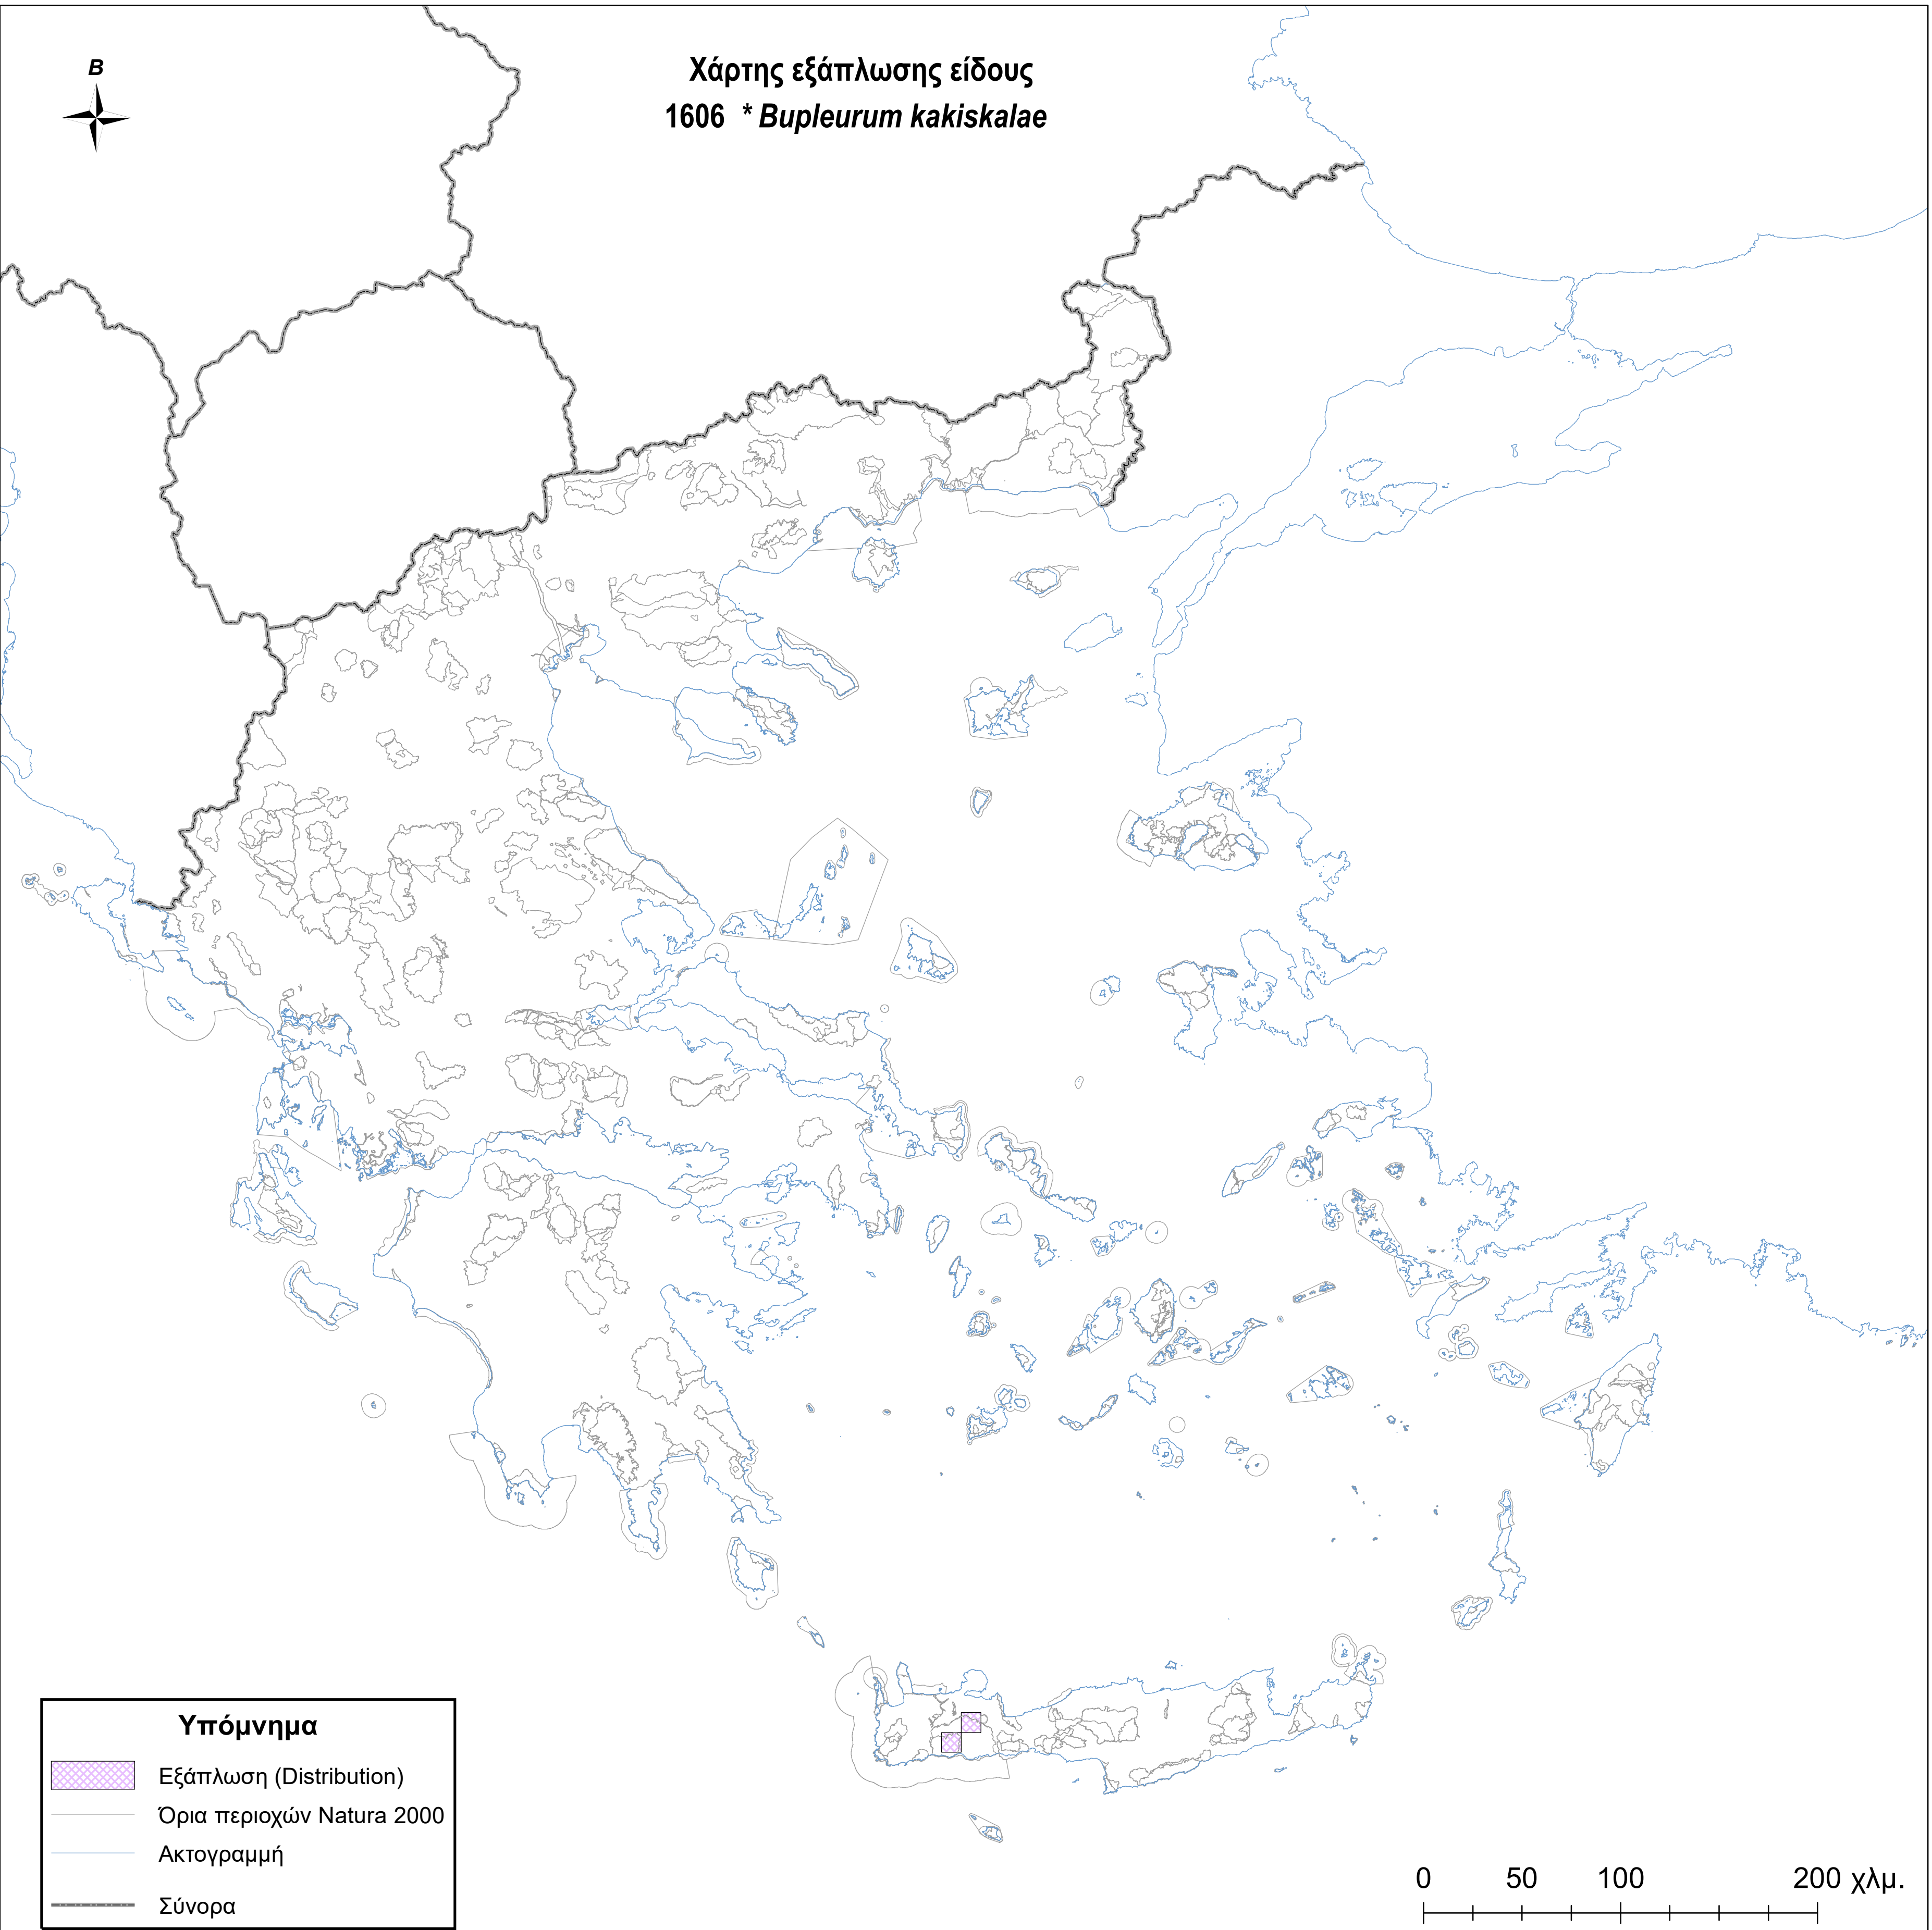 Χάρτης εξάπλωσης είδους
1606 * Bupleurum kakiskalae
Β
Υπόμνημα
Εξάπλωση (Distribution)
Όρια περιοχών Natura 2000
Ακτογραμμή
Σύνορα
0 50 100 200 χλμ.